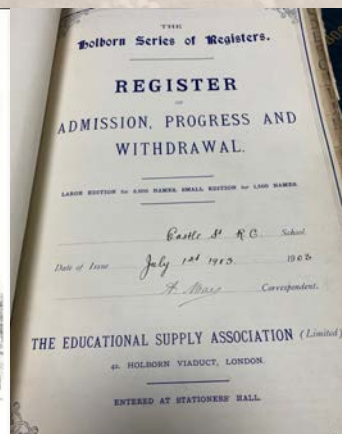 THE
Holborn Series of Registers.
REGISTER
OF
ADMISSION, PROGRESS AND
WITHDRAWAL.
LARGE EDITION for 3,000 NAMES. SMALL EDITION for 1,500 NAMES.
Castle St R.C. School.
Date of Issue July 1st 1903 1903
Correspondent.
THE EDUCATIONAL SUPPLY ASSOCIATION (Limited)
42, HOLBORN VIADUCT, LONDON.
ENTERED AT STATIONERS' HALL.